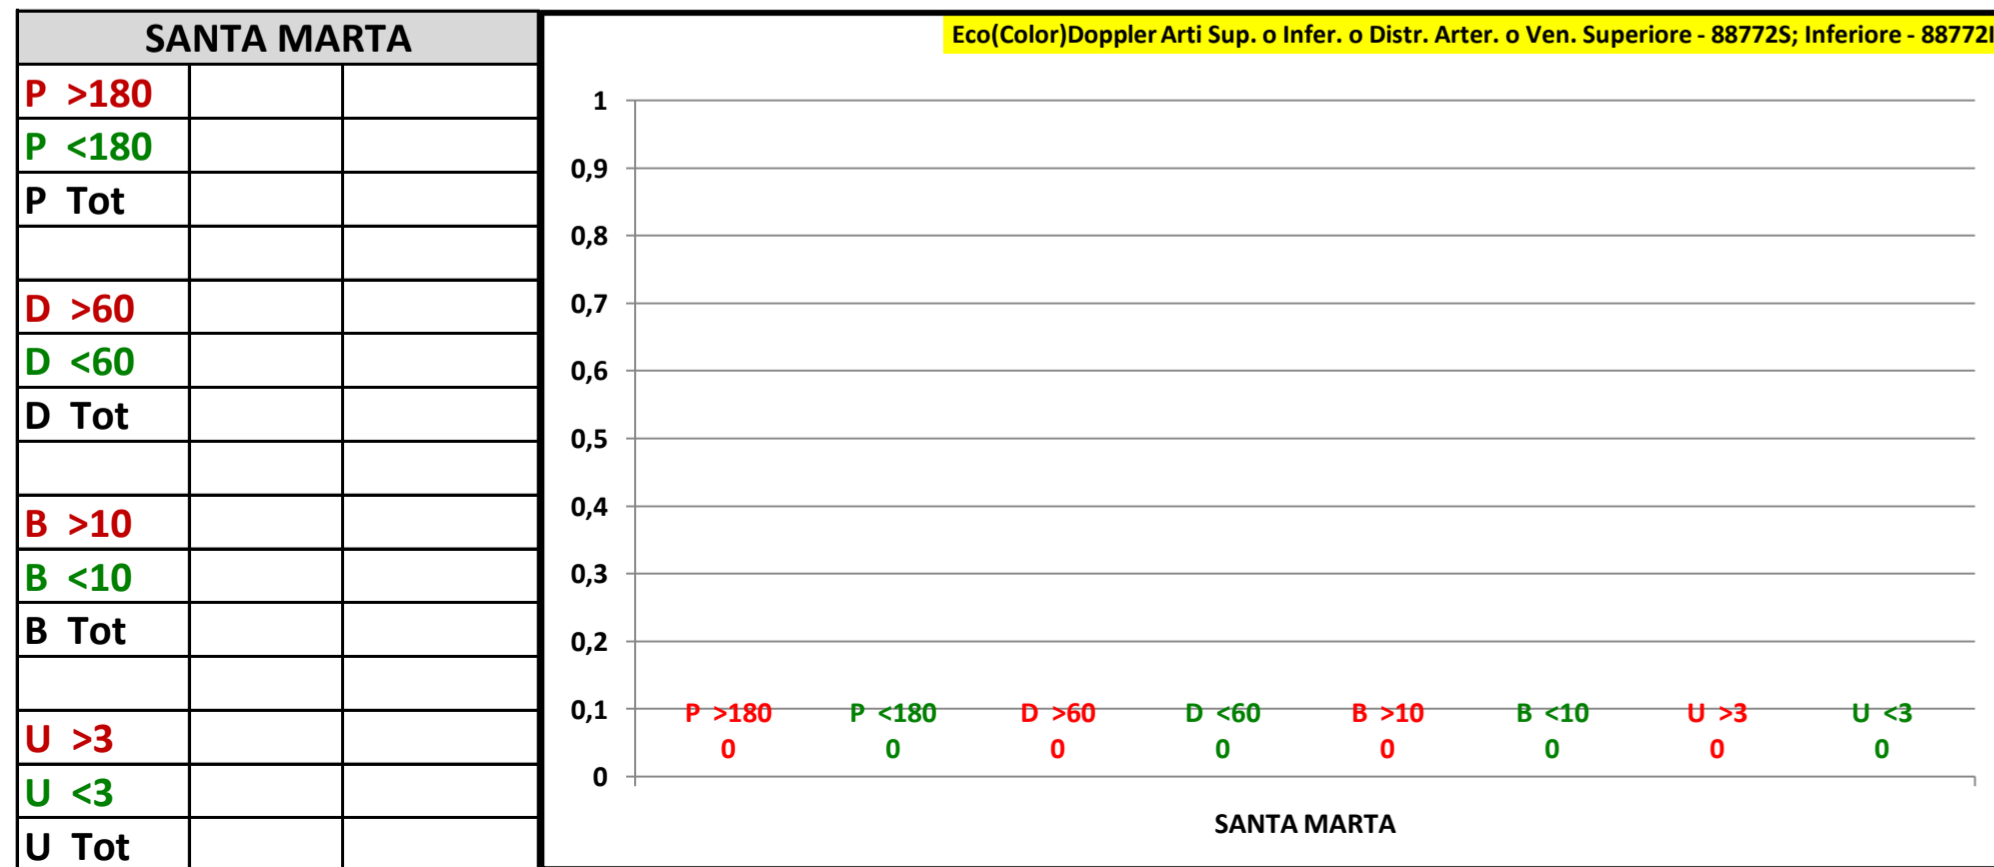 SANTA MARTA
P >180
P <180
P Tot
D >60
D <60
D Tot
B >10
B <10
B Tot
U >3
U <3
U Tot
Eco(Color)Doppler Arti Sup. o Infer. o Distr. Arter. o Ven. Superiore - 88772S; Inferiore - 88772I
1
0,9
0,8
0,7
0,6
0,5
0,4
0,3
0,2
0,1
0
P >180 P <180 D >60 D <60 B >10 B <10 U >3 U <3
0 0 0 0 0 0 0 0
SANTA MARTA